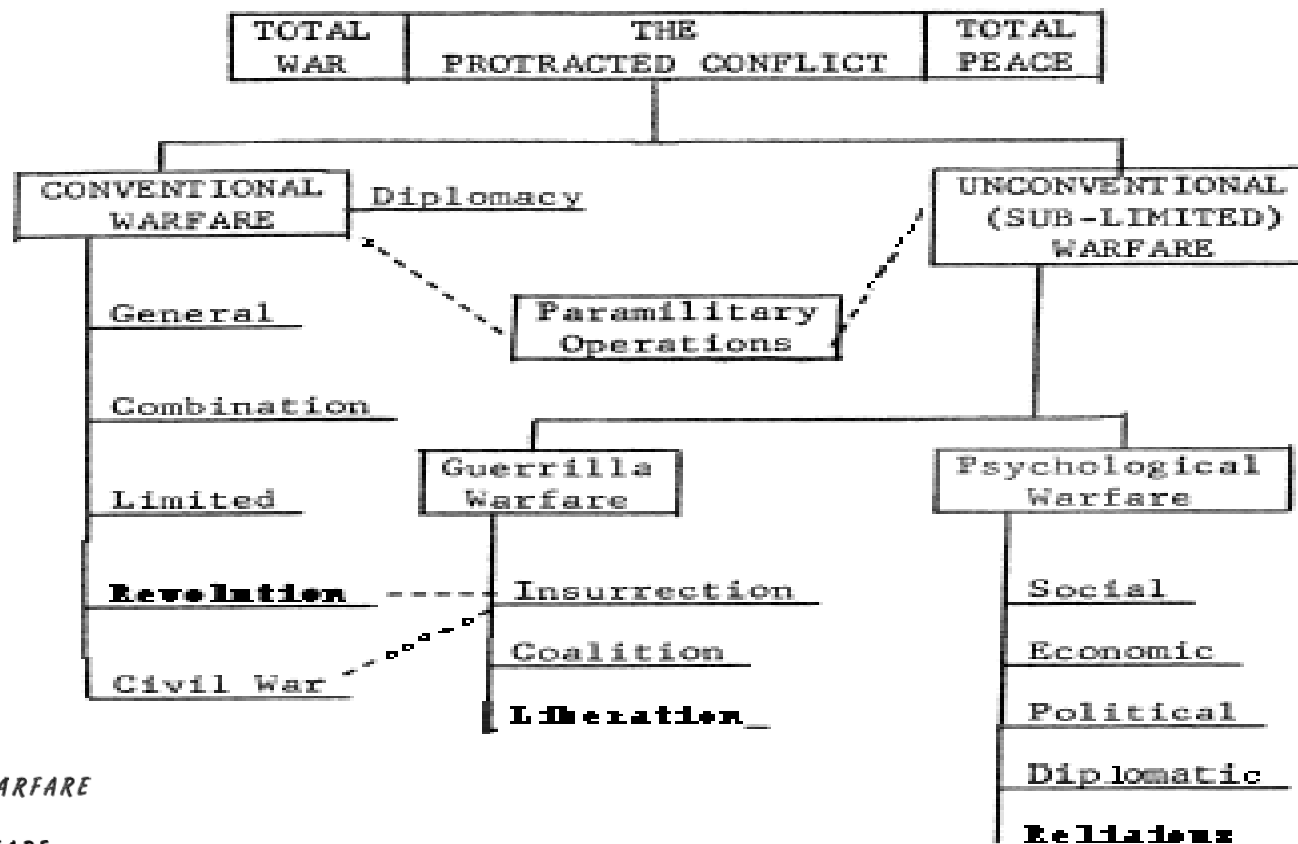 TOTAL WAR
THE PROTRACTED CONFLICT
TOTAL PEACE
CONVENTIONAL
WARFARE
Diplomacy
UNCONVENTIONAL
(SUB-LIMITED)
WARFARE
General
Paramilitary
Operations
Combination
Limited
Guerrilla
Warfare
Psychological
Warfare
Revolution
Insurrection
Social
Civil War
Coalition
Economic
Liberation
Political
Diplomatic
Religious
ARFARE